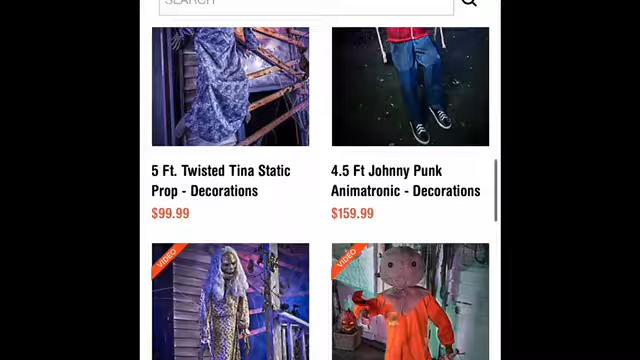 SEARCH
5 Ft. Twisted Tina Static
Prop - Decorations
$99.99
4.5 Ft Johnny Punk
Animatronic - Decorations
$159.99
VIDEO
VIDEO